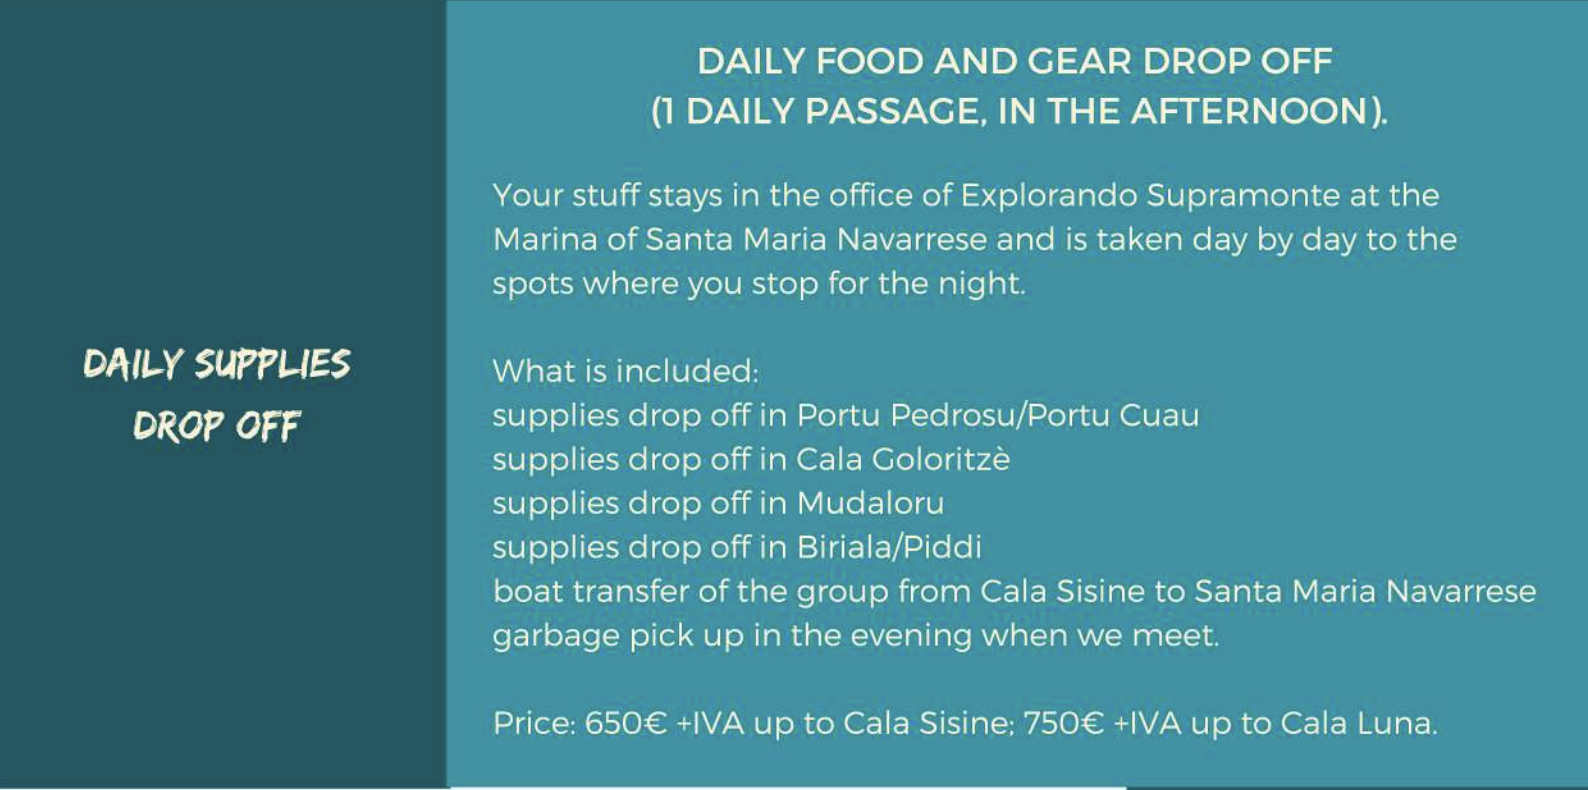 DAILY SUPPLIES
DROP OFF
DAILY FOOD AND GEAR DROP OFF
(1 DAILY PASSAGE, IN THE AFTERNOON).
Your stuff stays in the office of Explorando Supramonte at the
Marina of Santa Maria Navarrese and is taken day by day to the
spots where you stop for the night.
What is included:
supplies drop off in Portu Pedrosu/Portu Cuau
supplies drop off in Cala Goloritzè
supplies drop off in Mudaloru
supplies drop off in Biriala/Piddi
boat transfer of the group from Cala Sisine to Santa Maria Navarrese
garbage pick up in the evening when we meet.
Price: 650€ +IVA up to Cala Sisine; 750€ +IVA up to Cala Luna.